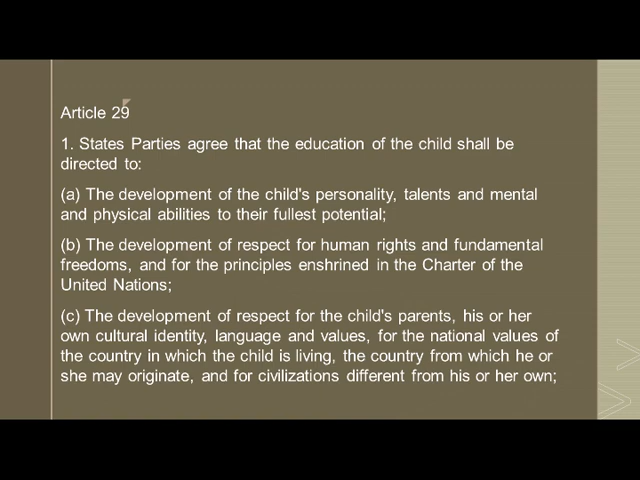 Article 29
1. States Parties agree that the education of the child shall be
directed to:
(a) The development of the child's personality, talents and mental
and physical abilities to their fullest potential;
(b) The development of respect for human rights and fundamental
freedoms, and for the principles enshrined in the Charter of the
United Nations;
(c) The development of respect for the child's parents, his or her
own cultural identity, language and values, for the national values of
the country in which the child is living, the country from which he or
she may originate, and for civilizations different from his or her own;